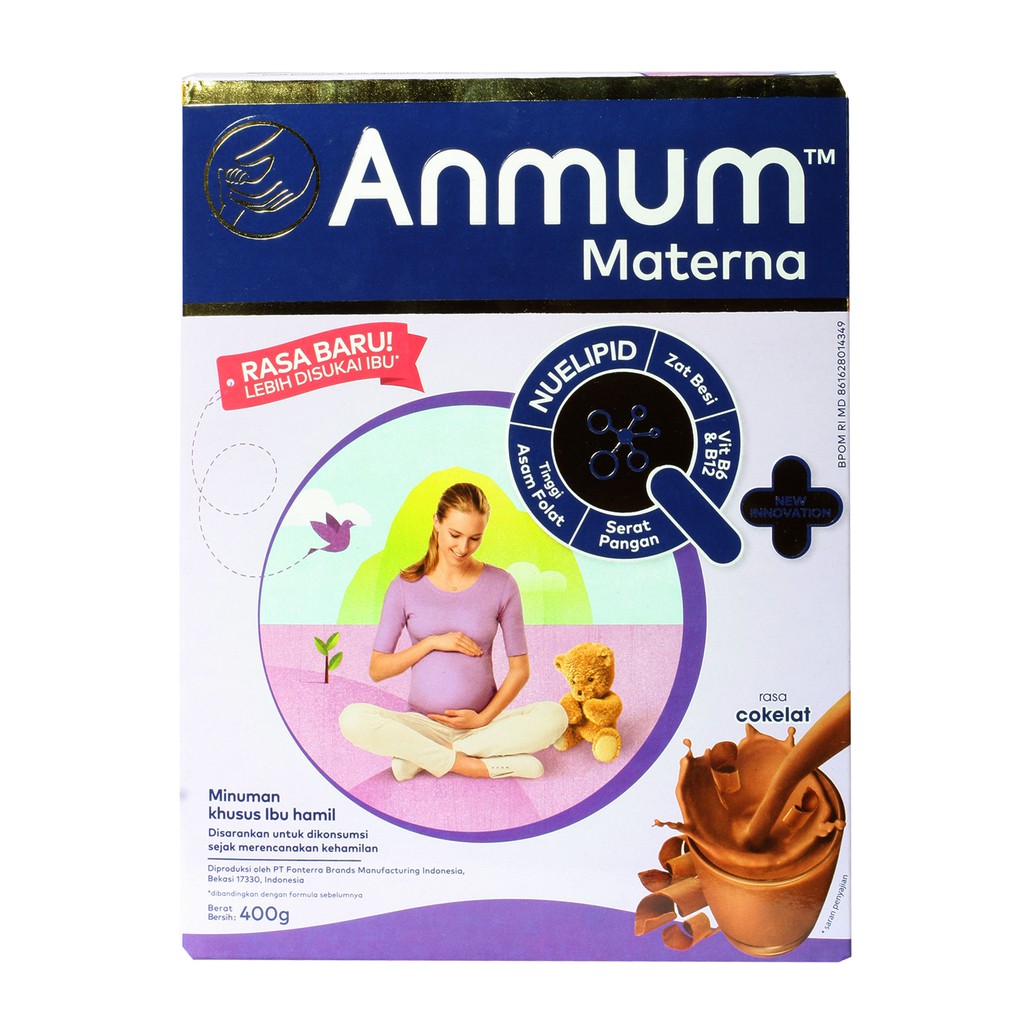 Anmum™
Materna
RASA BARU!
LEBIH DISUKAI IBU*
NUELIPID
Zat Besi
Vit B6
& B12
Serat
Pangan
Tinggi
Asam Folat
NEW
INNOVATION
BPOM RI MD 861628014349
rasa
cokelat
Minuman
khusus Ibu hamil
Disarankan untuk dikonsumsi
sejak merencanakan kehamilan
Diproduksi oleh PT Fonterra Brands Manufacturing Indonesia,
Bekasi 17330, Indonesia
*dibandingkan dengan formula sebelumnya
Berat
Bersih: 400g
* saran penyajian